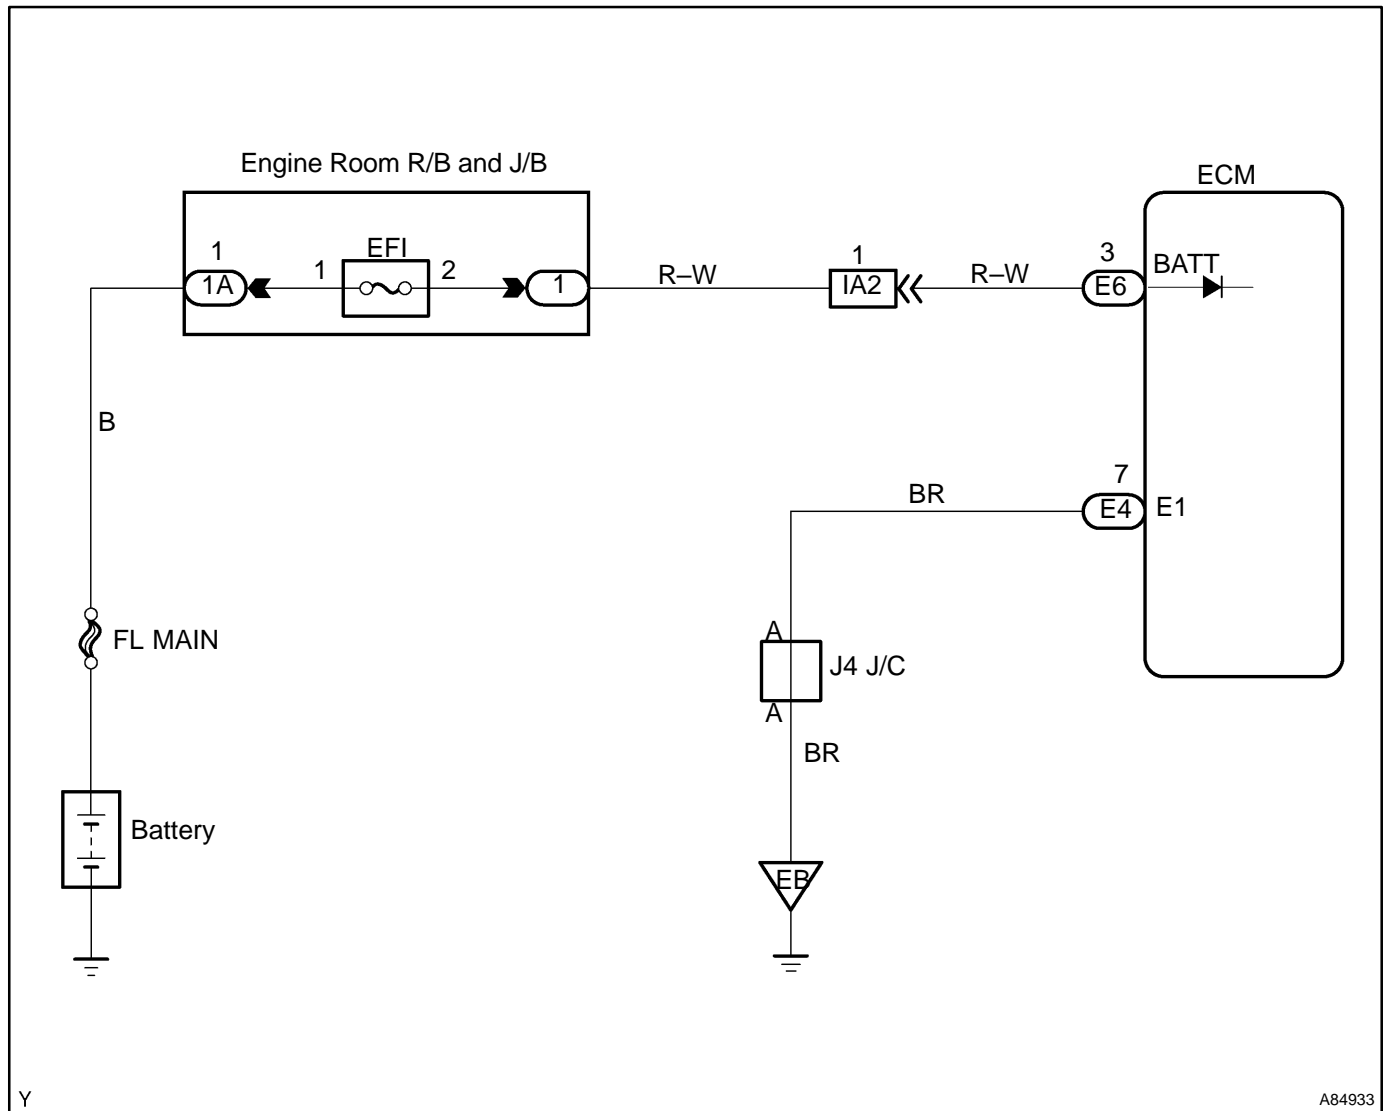 Engine Room R/B and J/B
ECM
1
EFI
1A
1
2
1
R–W
1
IA2
R–W
3
E6
BATT
B
BR
7
E4
E1
FL MAIN
A
J4 J/C
A
BR
Battery
EB
Y
A84933